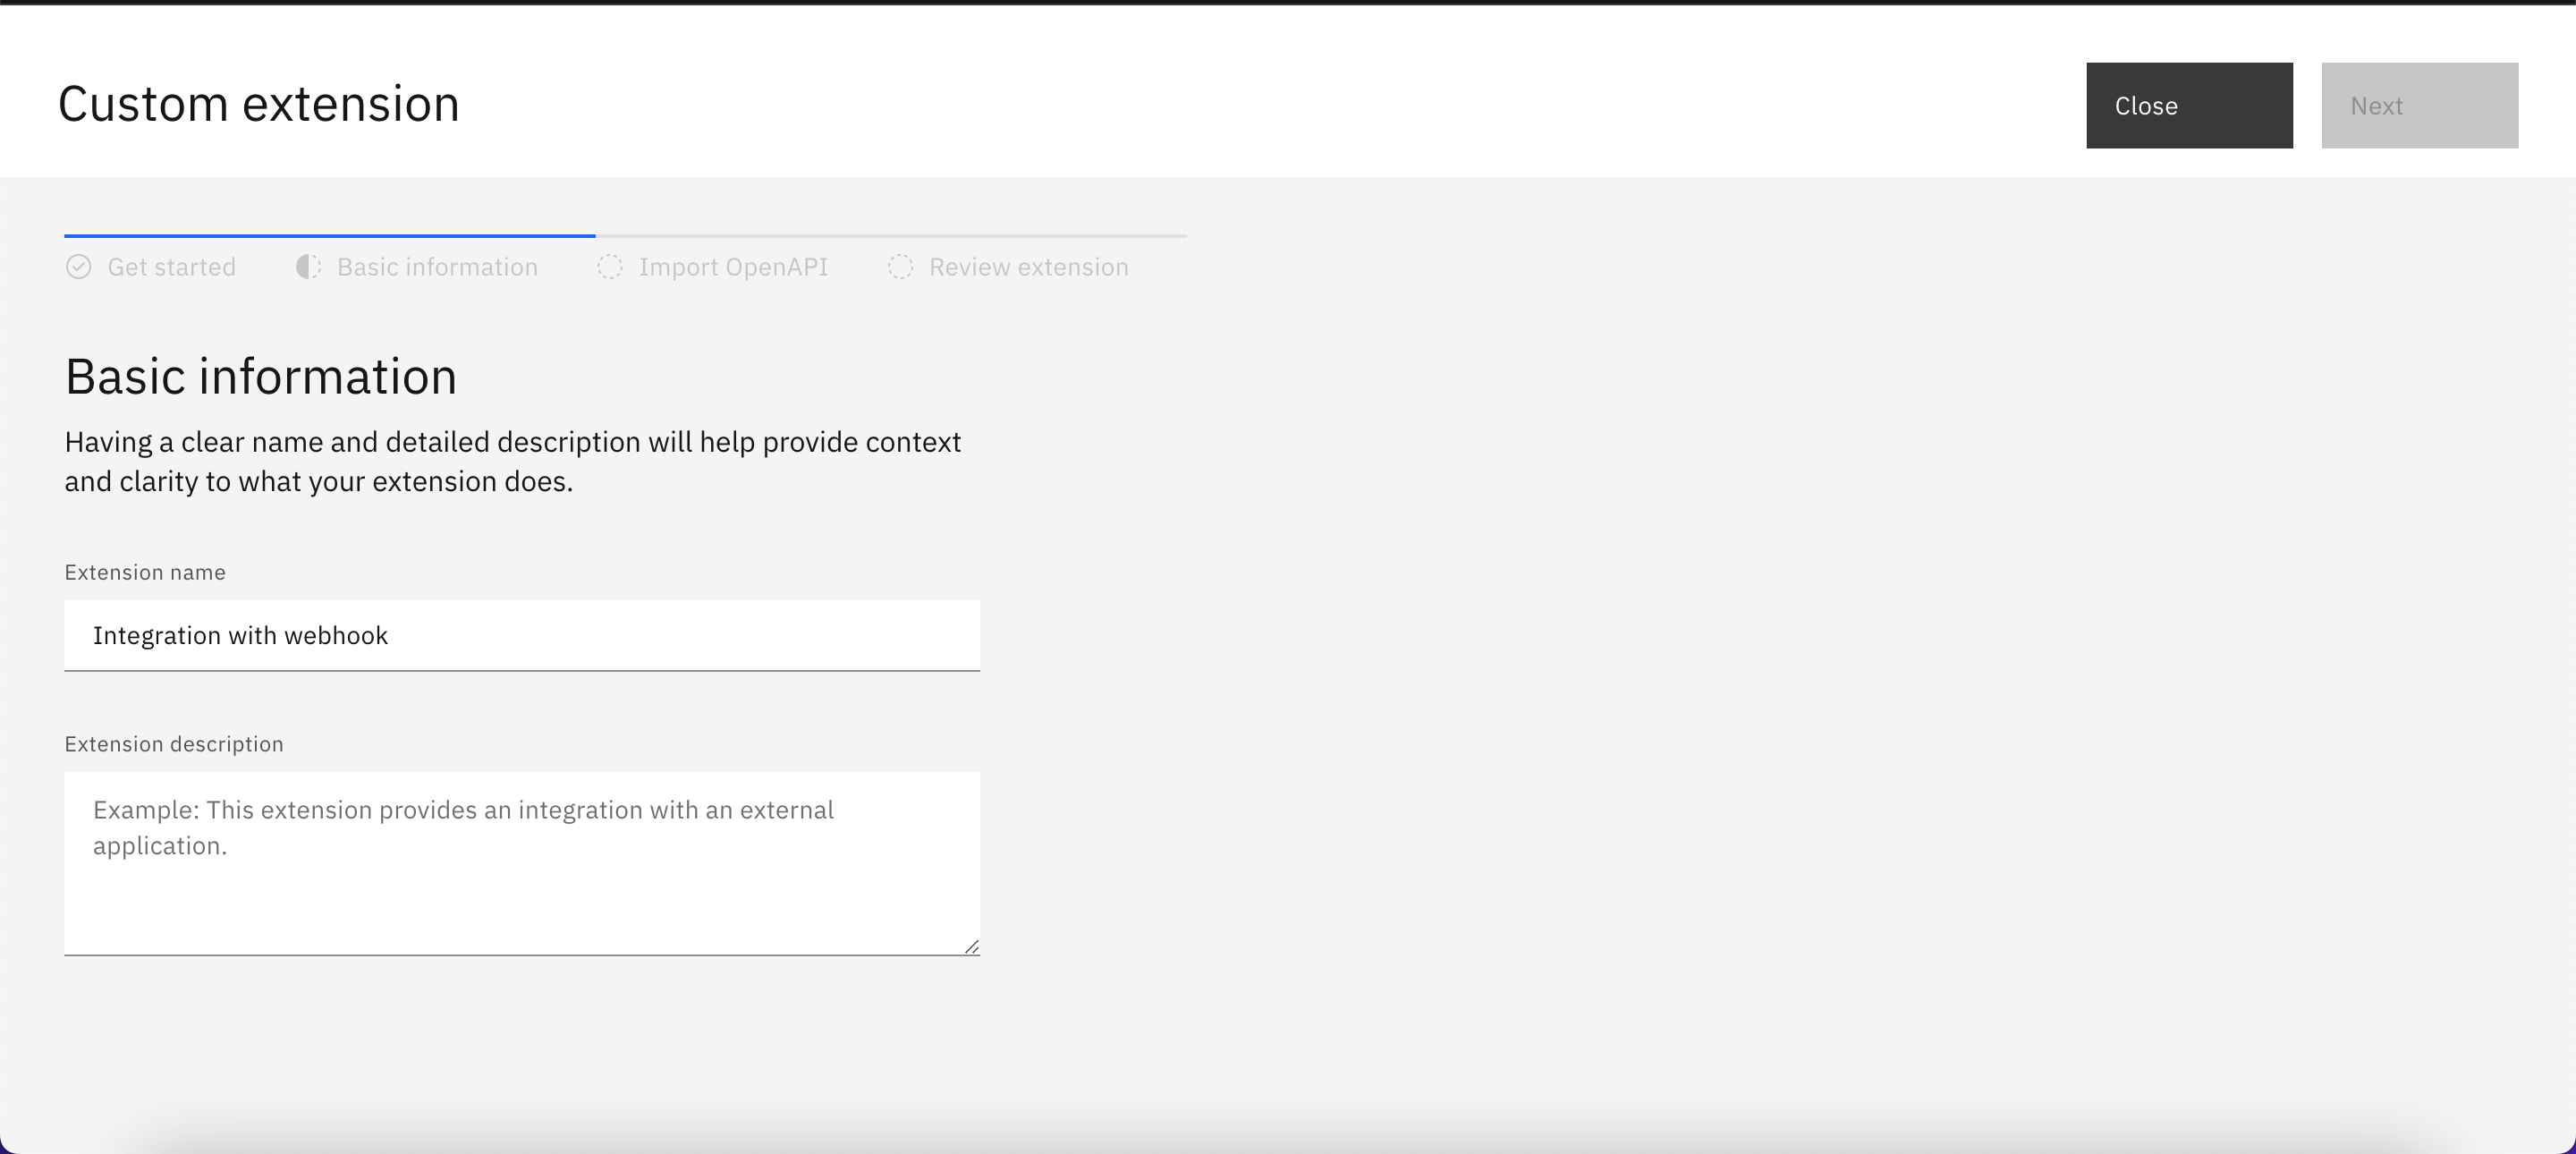 Custom extension
Close
Next
Get started
Basic information
Import OpenAPI
Review extension
Basic information
Having a clear name and detailed description will help provide context
and clarity to what your extension does.
Extension name
Integration with webhook
Extension description
Example: This extension provides an integration with an external
application.